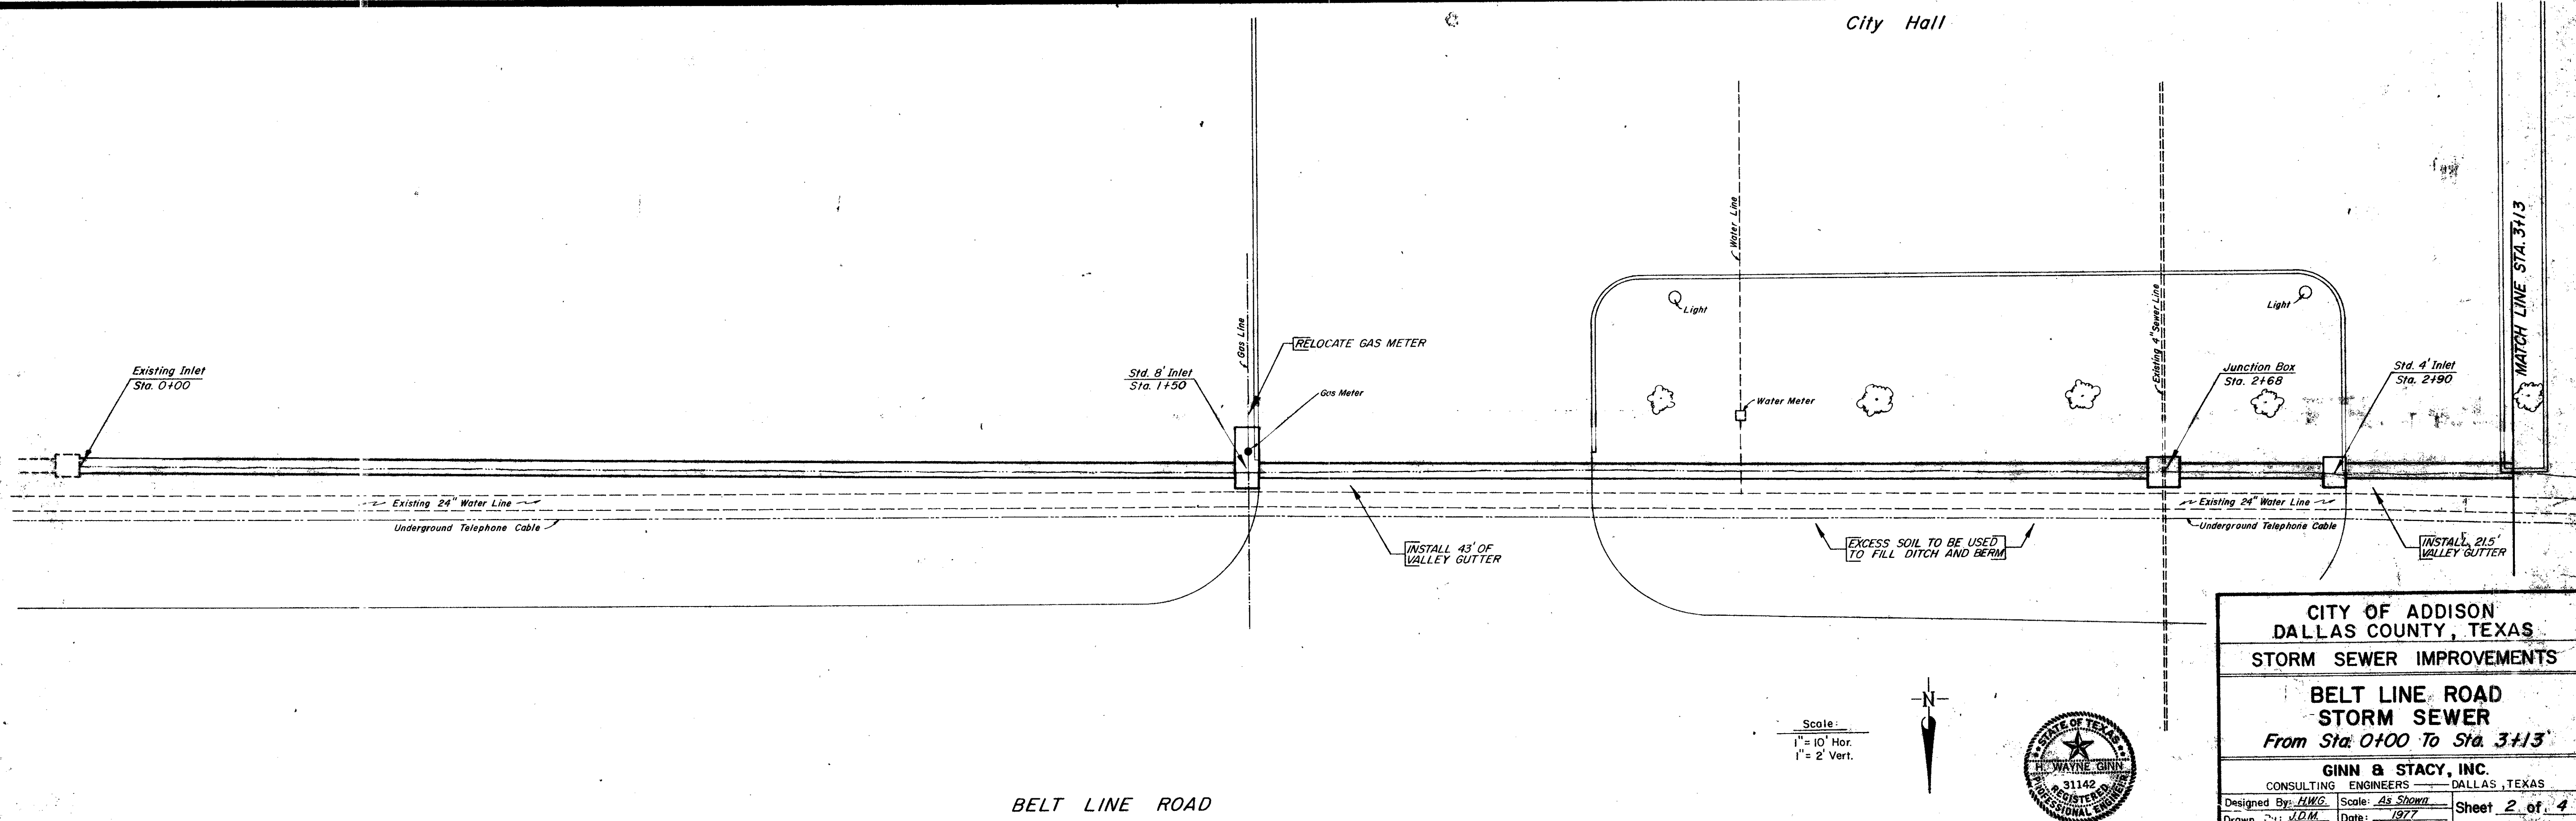 City Hall
MATCH LINE STA. 3+13
Water Line
Existing 4" Sewer Line
Gas Line
Light
Light
RELOCATE GAS METER
Existing Inlet
Sta. 0+00
Std. 8' Inlet
Sta. 1+50
Gas Meter
Water Meter
Junction Box
Sta. 2+68
Std. 4' Inlet
Sta. 2+90
Existing 24" Water Line
Underground Telephone Cable
Existing 24" Water Line
Underground Telephone Cable
INSTALL 43' OF
VALLEY GUTTER
EXCESS SOIL TO BE USED
TO FILL DITCH AND BERM
INSTALL 21.5'
VALLEY GUTTER
N
Scale:
1" = 10' Hor.
1" = 2' Vert.
STATE OF TEXAS
H. WAYNE GINN
31142
REGISTERED
PROFESSIONAL ENGINEER
BELT LINE ROAD
CITY OF ADDISON
DALLAS COUNTY, TEXAS
STORM SEWER IMPROVEMENTS
BELT LINE ROAD
STORM SEWER
From Sta. 0+00 To Sta. 3+13
GINN & STACY, INC.
CONSULTING ENGINEERS — DALLAS, TEXAS
Designed By: H.W.G. Scale: As Shown Sheet 2 of 4
Drawn By: J.D.M. Date: 1977